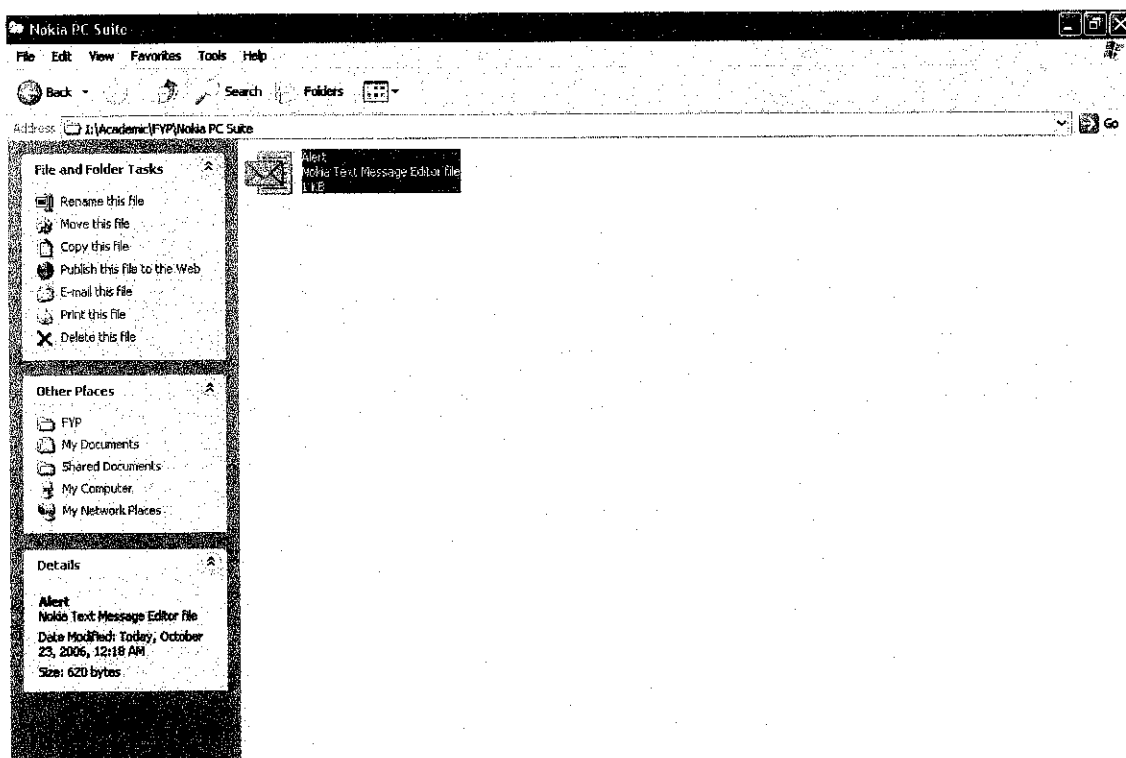 Nokia PC Suite
File Edit View Favorites Tools Help
Back Search Folders
Address I:\Academic\FYP\Nokia PC Suite Go
File and Folder Tasks
Rename this file
Move this file
Copy this file
Publish this file to the Web
E-mail this file
Print this file
Delete this file
Other Places
FYP
My Documents
Shared Documents
My Computer
My Network Places
Details
Alert
Nokia Text Message Editor file
Date Modified: Today, October
23, 2006, 12:18 AM
Size: 620 bytes
Alert
Nokia Text Message Editor file
1 KB